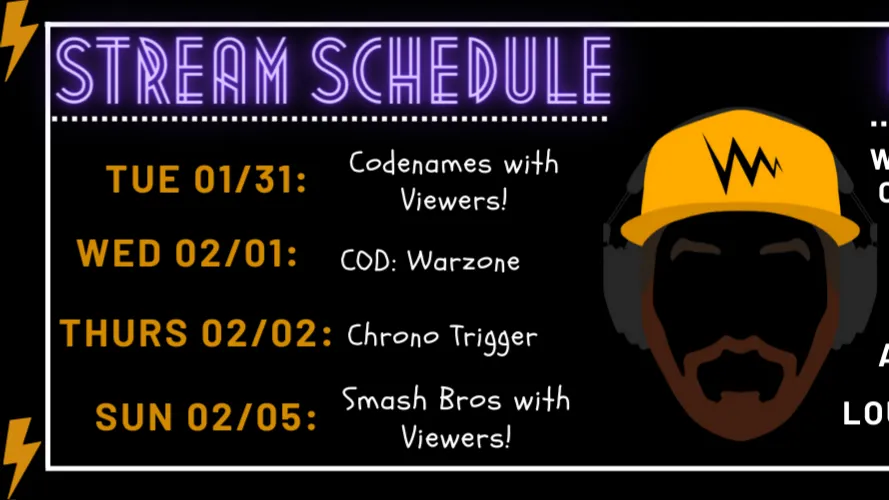 STREAM SCHEDULE
TUE 01/31: Codenames with
Viewers!
WED 02/01: COD: Warzone
THURS 02/02: Chrono Trigger
SUN 02/05: Smash Bros with
Viewers!